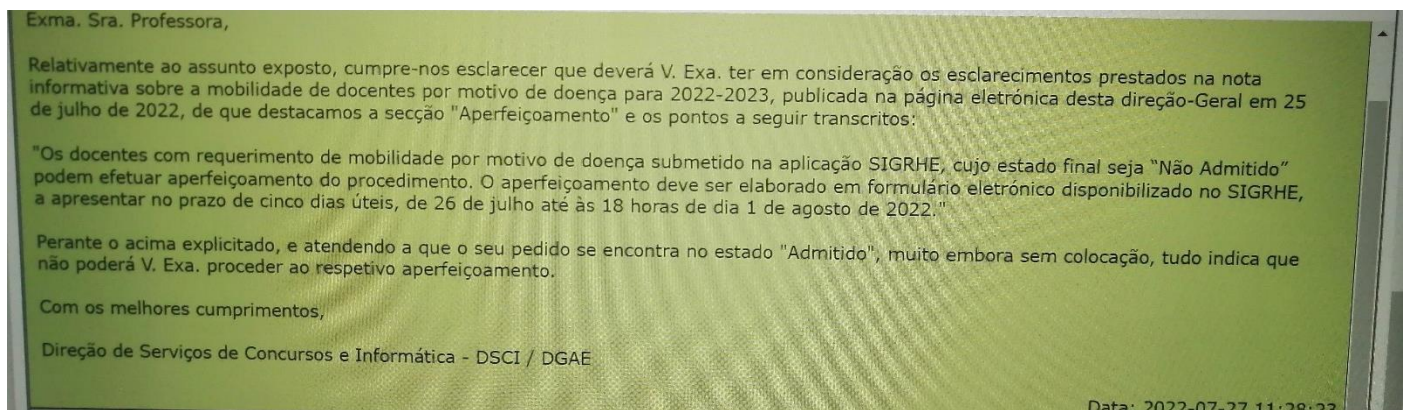 Exma. Sra. Professora,
Relativamente ao assunto exposto, cumpre-nos esclarecer que deverá V. Exa. ter em consideração os esclarecimentos prestados na nota
informativa sobre a mobilidade de docentes por motivo de doença para 2022-2023, publicada na página eletrónica desta direção-Geral em 25
de julho de 2022, de que destacamos a secção "Aperfeiçoamento" e os pontos a seguir transcritos:
"Os docentes com requerimento de mobilidade por motivo de doença submetido na aplicação SIGRHE, cujo estado final seja “Não Admitido”
podem efetuar aperfeiçoamento do procedimento. O aperfeiçoamento deve ser elaborado em formulário eletrónico disponibilizado no SIGRHE,
a apresentar no prazo de cinco dias úteis, de 26 de julho até às 18 horas de dia 1 de agosto de 2022."
Perante o acima explicitado, e atendendo a que o seu pedido se encontra no estado "Admitido", muito embora sem colocação, tudo indica que
não poderá V. Exa. proceder ao respetivo aperfeiçoamento.
Com os melhores cumprimentos,
Direção de Serviços de Concursos e Informática - DSCI / DGAE
Data: 2022-07-27 11:28:23